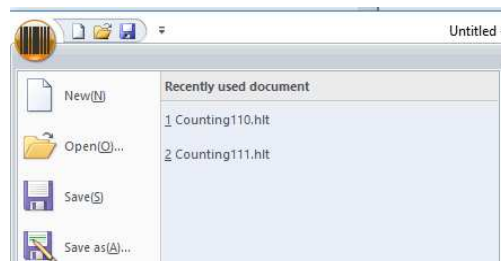 Untitled
New(N)
Open(O)...
Save(S)
Save as(A)...
Recently used document
1 Counting110.hlt
2 Counting111.hlt